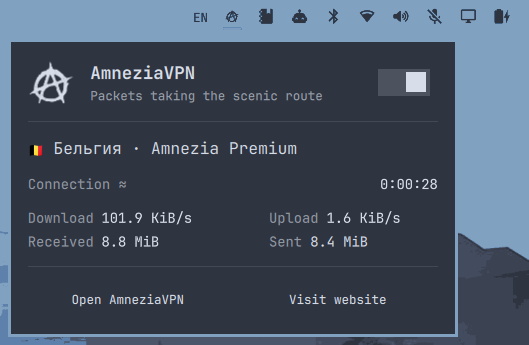 EN
AmneziaVPN
Packets taking the scenic route
Бельгия · Amnezia Premium
Connection ≈ 0:00:28
Download 101.9 KiB/s Upload 1.6 KiB/s
Received 8.8 MiB Sent 8.4 MiB
Open AmneziaVPN Visit website